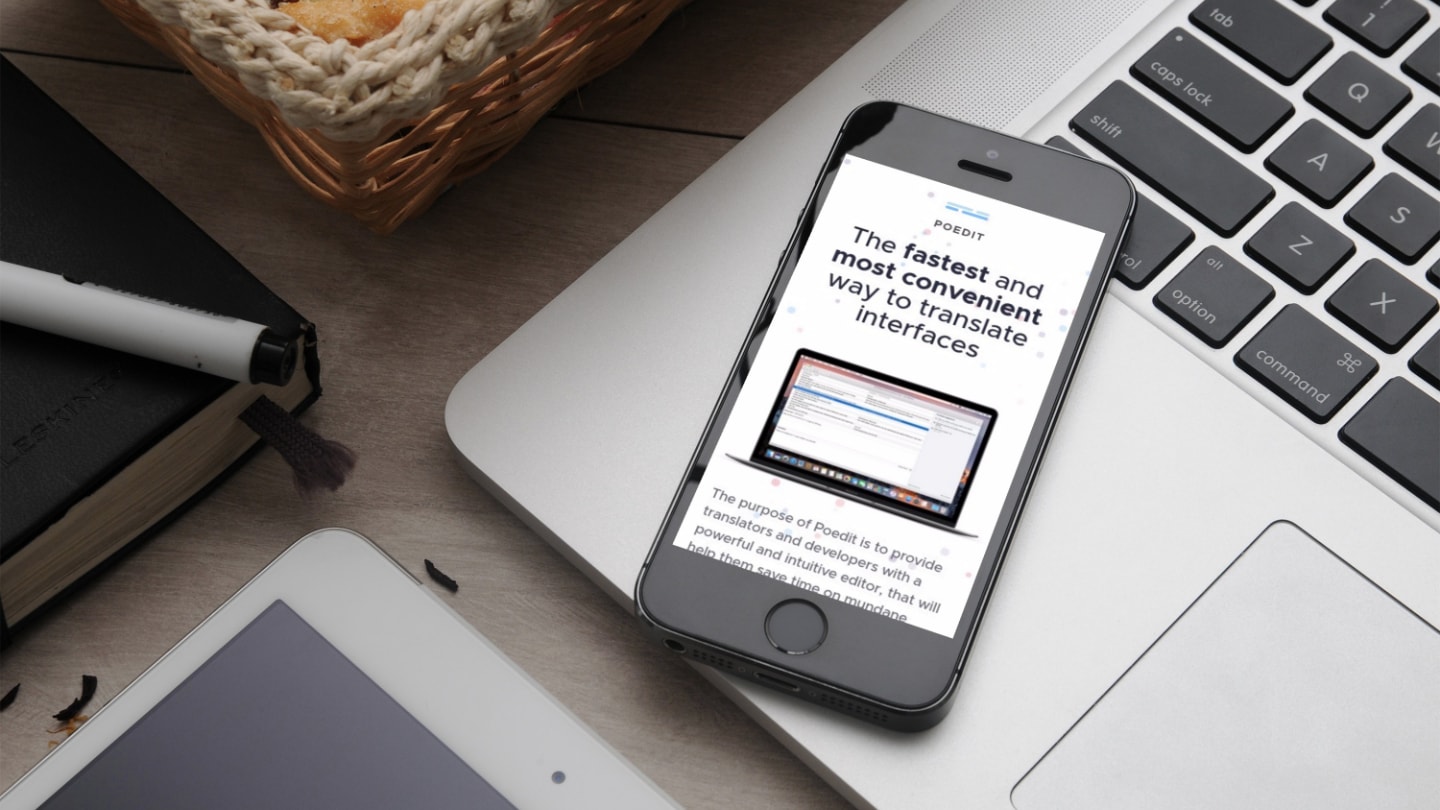 POEDIT
The fastest and
most convenient
way to translate
interfaces
The purpose of Poedit is to provide
translators and developers with a
powerful and intuitive editor, that will
help them save time on mundane
tab
caps lock
shift
alt
option
command
⌘
!
1
Q
W
A
S
Z
X